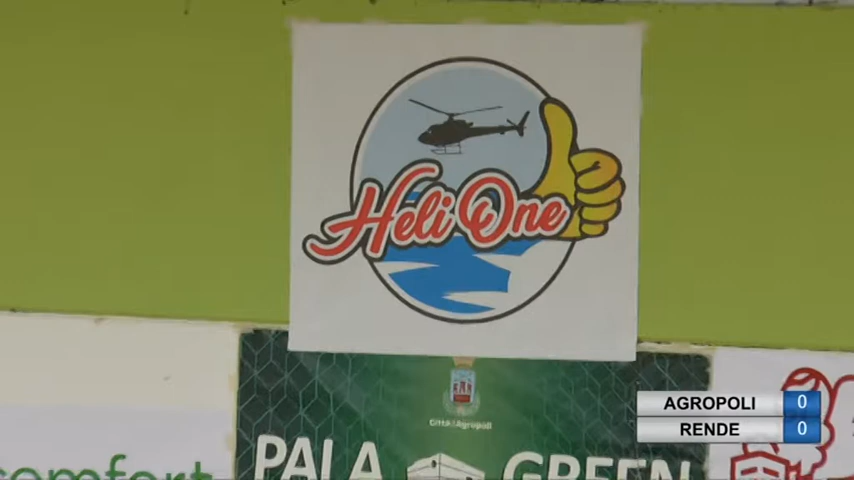 Heli One
Città di Agropoli
PALA GREEN
comfort
AGROPOLI 0
RENDE 0